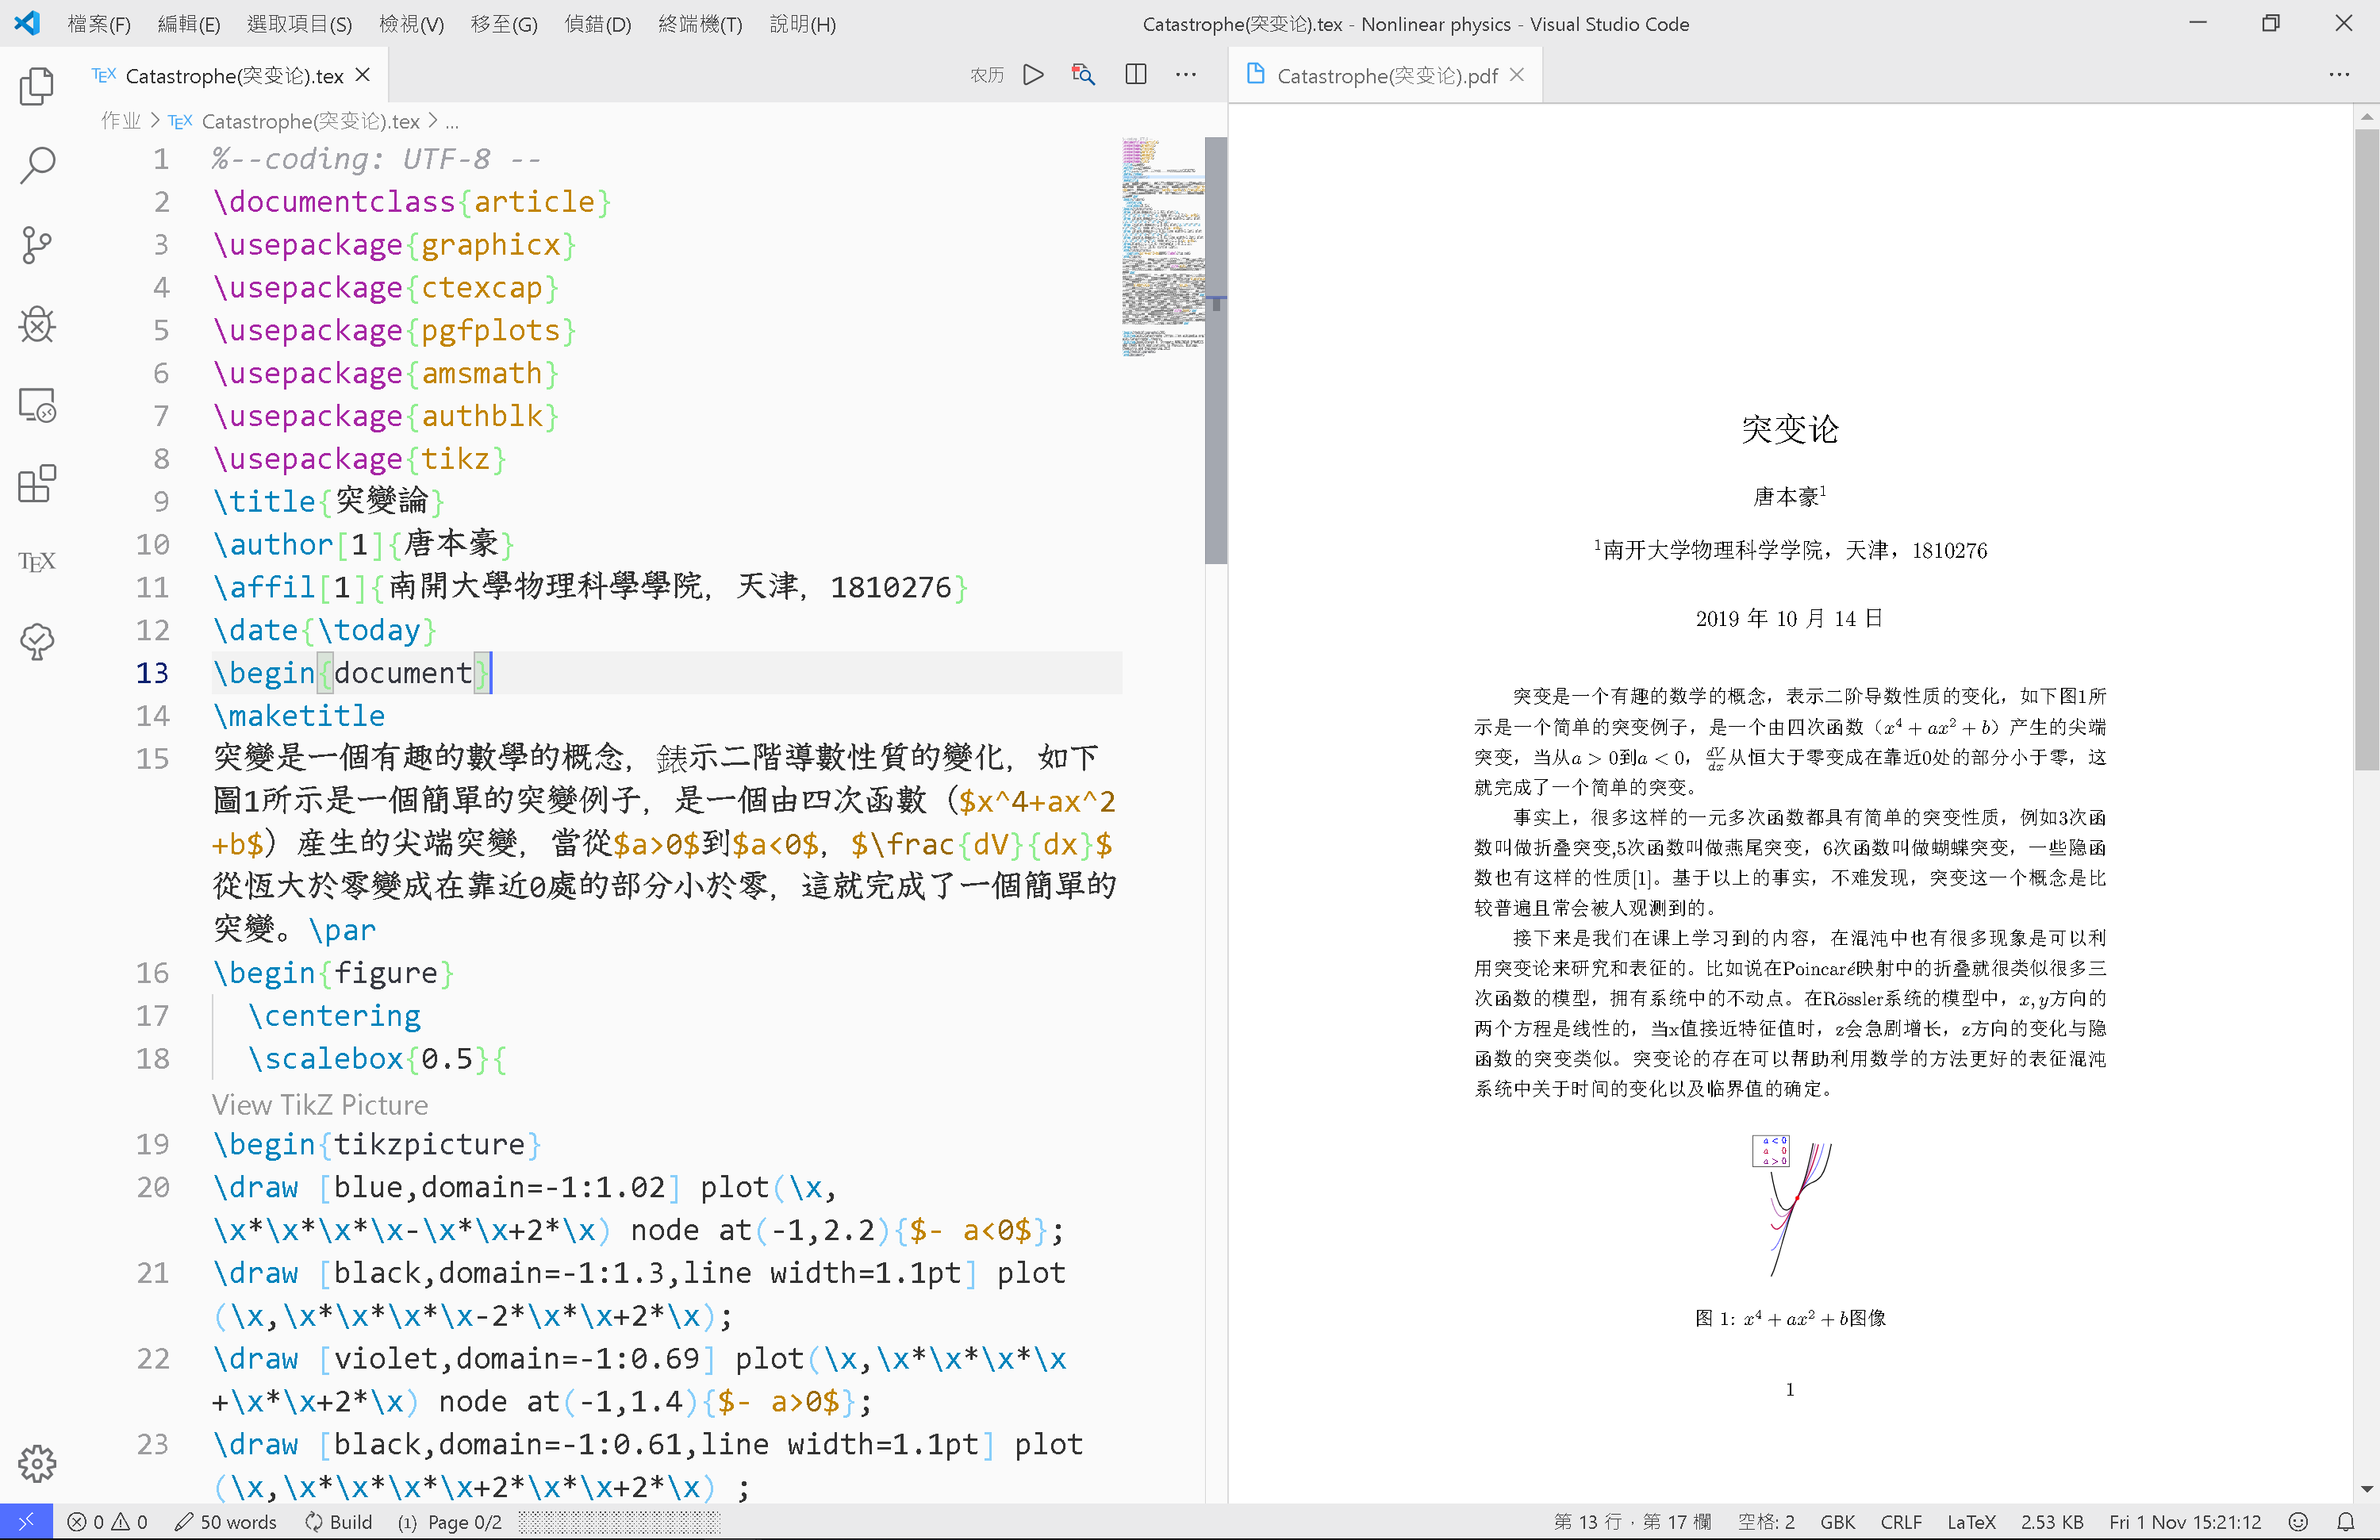 檔案(F) 編輯(E) 選取項目(S) 檢視(V) 移至(G) 偵錯(D) 終端機(T) 說明(H) Catastrophe(突变论).tex - Nonlinear physics - Visual Studio Code
TEX Catastrophe(突变论).tex 农历
Catastrophe(突变论).pdf
作业 > TEX Catastrophe(突变论).tex > ...
TEX
1 %--coding: UTF-8 --
2 \documentclass{article}
3 \usepackage{graphicx}
4 \usepackage{ctexcap}
5 \usepackage{pgfplots}
6 \usepackage{amsmath}
7 \usepackage{authblk}
8 \usepackage{tikz}
9 \title{突變論}
10 \author[1]{唐本豪}
11 \affil[1]{南開大學物理科學學院，天津，1810276}
12 \date{\today}
13 \begin{document}
14 \maketitle
15 突變是一個有趣的數學的概念，錶示二階導數性質的變化，如下
圖1所示是一個簡單的突變例子，是一個由四次函數（$x^4+ax^2
+b$）産生的尖端突變，當從$a>0$到$a<0$，$\frac{dV}{dx}$
從恆大於零變成在靠近0處的部分小於零，這就完成了一個簡單的
突變。\par
16 \begin{figure}
17 \centering
18 \scalebox{0.5}{
View TikZ Picture
19 \begin{tikzpicture}
20 \draw [blue,domain=-1:1.02] plot(\x,
\x*\x*\x*\x-\x*\x+2*\x) node at(-1,2.2){$- a<0$};
21 \draw [black,domain=-1:1.3,line width=1.1pt] plot
(\x,\x*\x*\x*\x-2*\x*\x+2*\x);
22 \draw [violet,domain=-1:0.69] plot(\x,\x*\x*\x*\x
+\x*\x+2*\x) node at(-1,1.4){$- a>0$};
23 \draw [black,domain=-1:0.61,line width=1.1pt] plot
(\x,\x*\x*\x*\x+2*\x*\x+2*\x) ;
突变论
唐本豪¹
¹南开大学物理科学学院，天津，1810276
2019 年 10 月 14 日
突变是一个有趣的数学的概念，表示二阶导数性质的变化，如下图1所
示是一个简单的突变例子，是一个由四次函数（x⁴ + ax² + b）产生的尖端
突变，当从a > 0到a < 0，dV/dx从恒大于零变成在靠近0处的部分小于零，这
就完成了一个简单的突变。
事实上，很多这样的一元多次函数都具有简单的突变性质，例如3次函
数叫做折叠突变,5次函数叫做燕尾突变，6次函数叫做蝴蝶突变，一些隐函
数也有这样的性质[1]。基于以上的事实，不难发现，突变这一个概念是比
较普遍且常会被人观测到的。
接下来是我们在课上学习到的内容，在混沌中也有很多现象是可以利
用突变论来研究和表征的。比如说在Poincaré映射中的折叠就很类似很多三
次函数的模型，拥有系统中的不动点。在Rössler系统的模型中，x, y方向的
两个方程是线性的，当x值接近特征值时，z会急剧增长，z方向的变化与隐
函数的突变类似。突变论的存在可以帮助利用数学的方法更好的表征混沌
系统中关于时间的变化以及临界值的确定。
a < 0
a 0
a > 0
图 1: x⁴ + ax² + b图像
1
0 0 50 words Build (1) Page 0/2 第 13 行，第 17 欄 空格: 2 GBK CRLF LaTeX 2.53 KB Fri 1 Nov 15:21:12